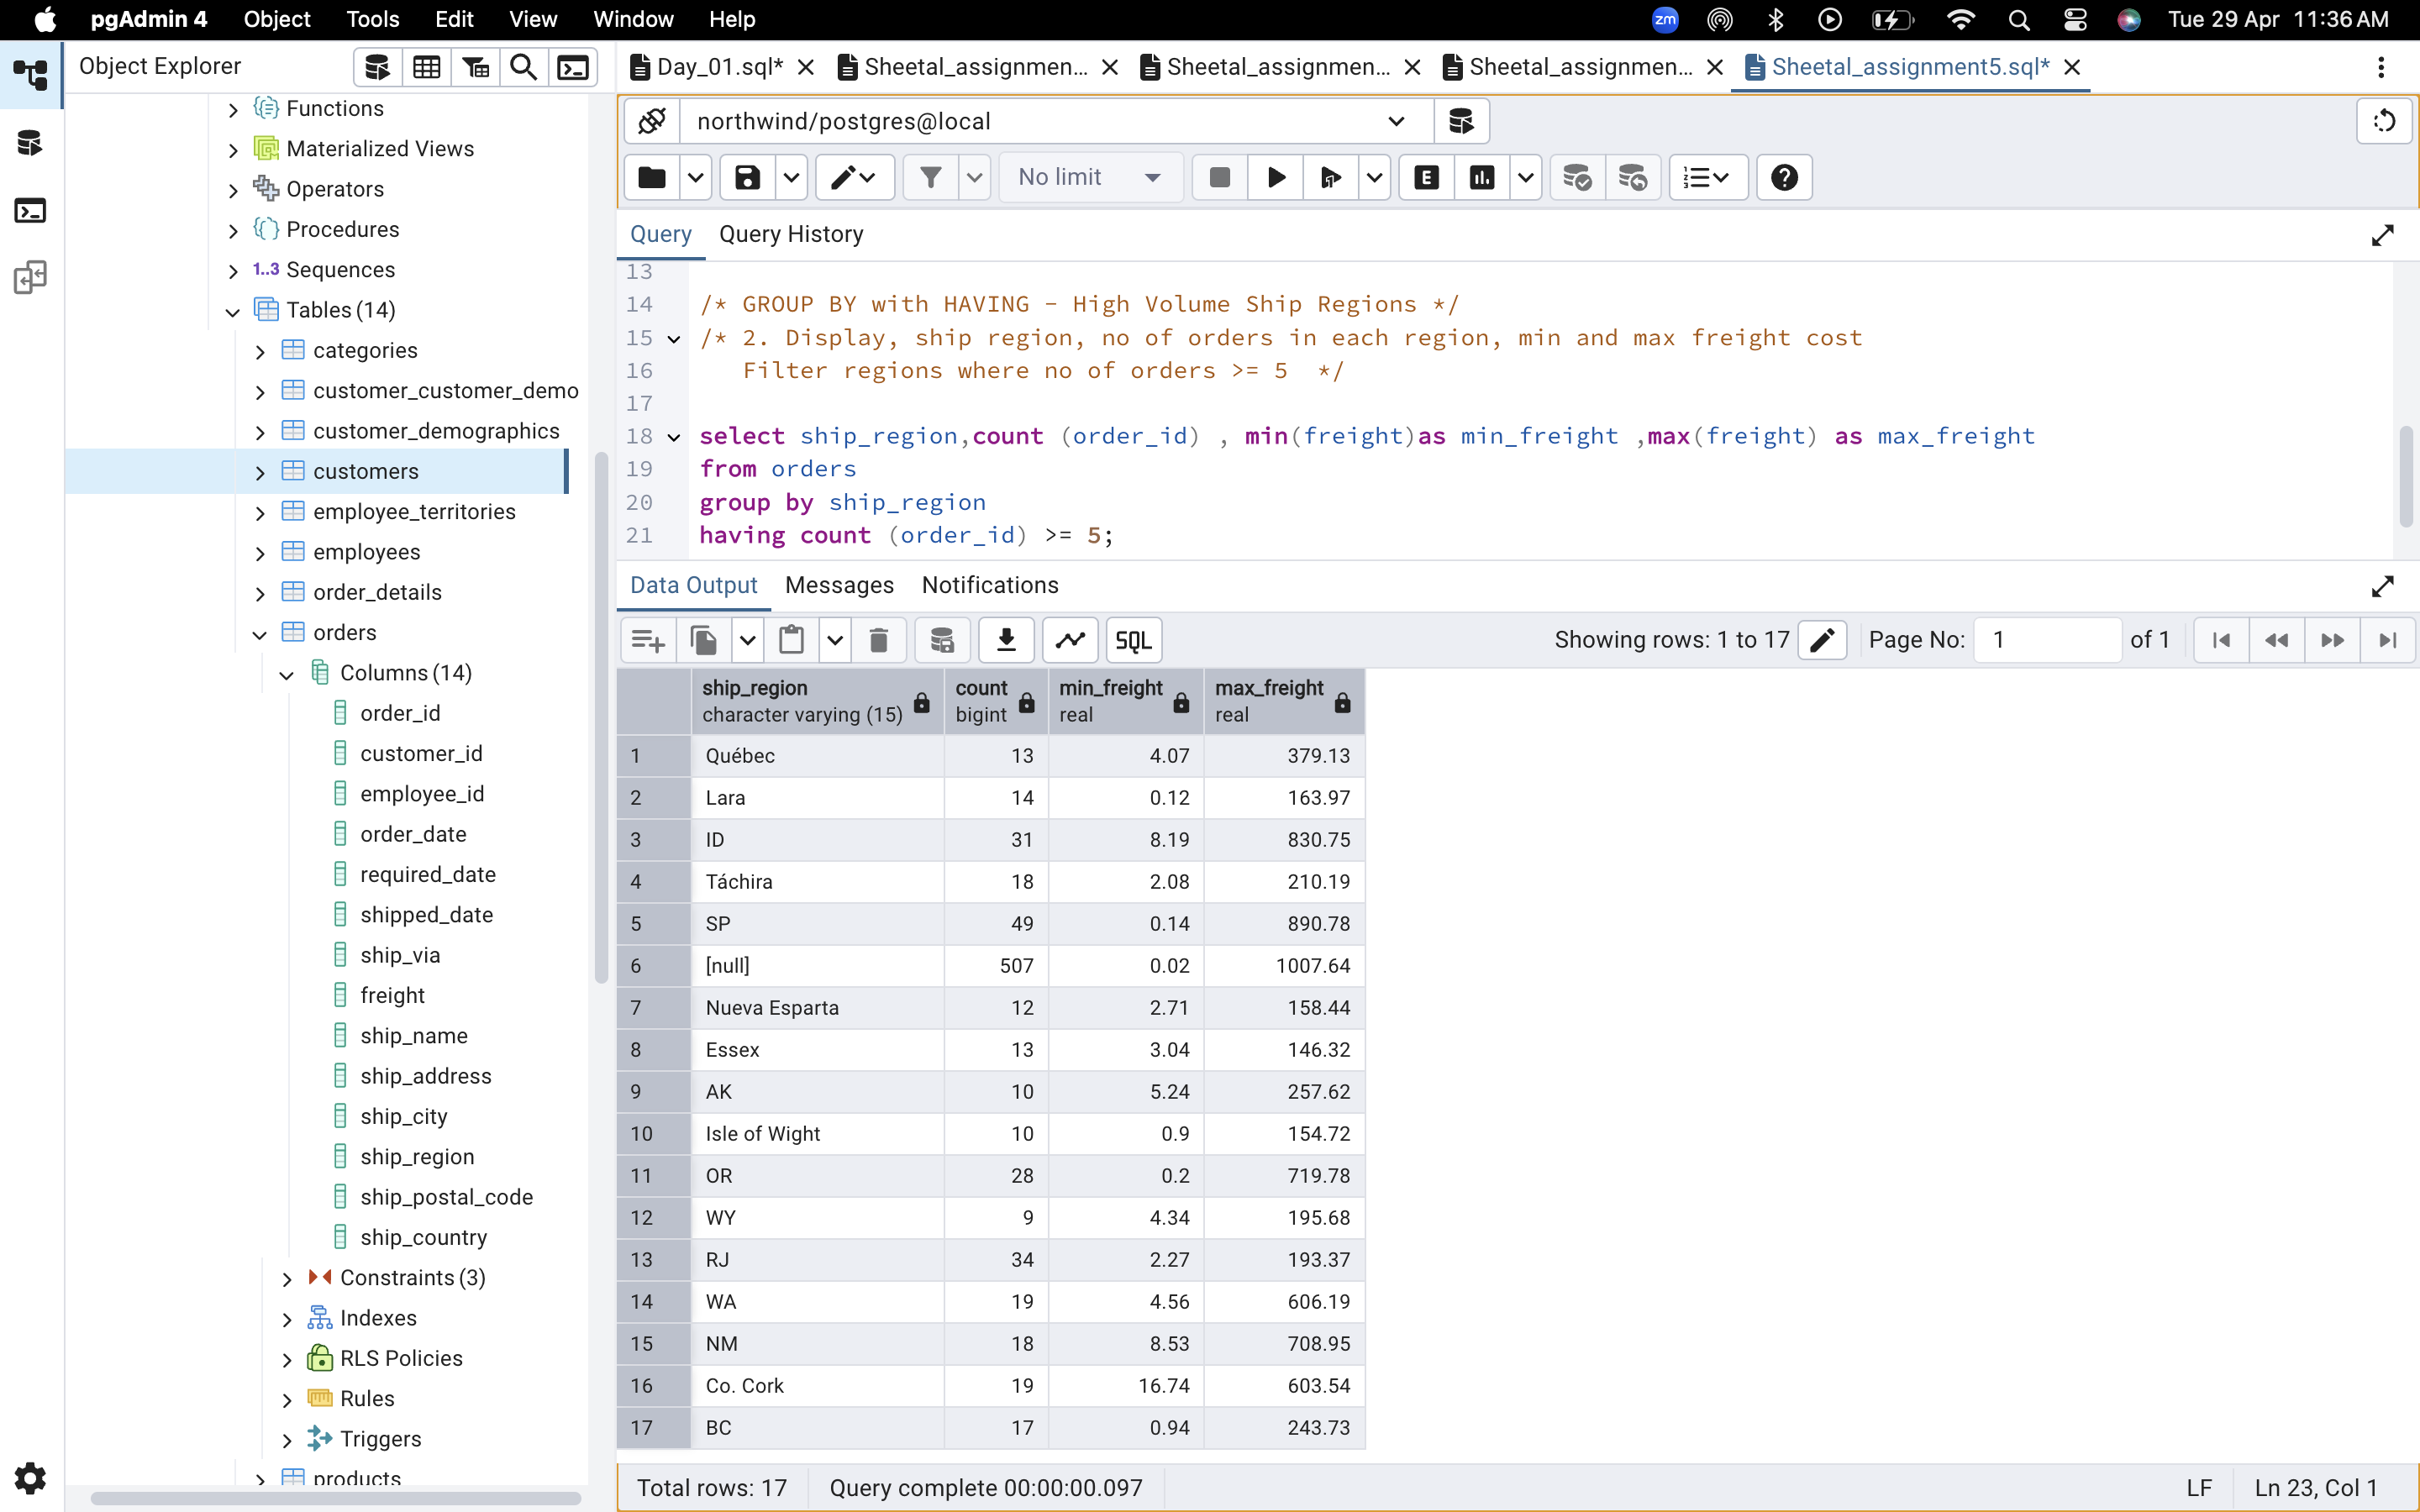 pgAdmin 4 Object Tools Edit View Window Help
zm Tue 29 Apr 11:36 AM
Object Explorer
Day_01.sql* Sheetal_assignmen... Sheetal_assignmen... Sheetal_assignmen... Sheetal_assignment5.sql*
Functions
Materialized Views
Operators
Procedures
1..3 Sequences
Tables (14)
categories
customer_customer_demo
customer_demographics
customers
employee_territories
employees
order_details
orders
Columns (14)
order_id
customer_id
employee_id
order_date
required_date
shipped_date
ship_via
freight
ship_name
ship_address
ship_city
ship_region
ship_postal_code
ship_country
Constraints (3)
Indexes
RLS Policies
Rules
Triggers
products
northwind/postgres@local
No limit E
Query Query History
13
14 /* GROUP BY with HAVING - High Volume Ship Regions */
15 /* 2. Display, ship region, no of orders in each region, min and max freight cost
16 Filter regions where no of orders >= 5 */
17
18 select ship_region,count (order_id) , min(freight)as min_freight ,max(freight) as max_freight
19 from orders
20 group by ship_region
21 having count (order_id) >= 5;
Data Output Messages Notifications
SQL Showing rows: 1 to 17 Page No: 1 of 1
ship_region count min_freight max_freight
character varying (15) bigint real real
1 Québec 13 4.07 379.13
2 Lara 14 0.12 163.97
3 ID 31 8.19 830.75
4 Táchira 18 2.08 210.19
5 SP 49 0.14 890.78
6 [null] 507 0.02 1007.64
7 Nueva Esparta 12 2.71 158.44
8 Essex 13 3.04 146.32
9 AK 10 5.24 257.62
10 Isle of Wight 10 0.9 154.72
11 OR 28 0.2 719.78
12 WY 9 4.34 195.68
13 RJ 34 2.27 193.37
14 WA 19 4.56 606.19
15 NM 18 8.53 708.95
16 Co. Cork 19 16.74 603.54
17 BC 17 0.94 243.73
Total rows: 17 Query complete 00:00:00.097 LF Ln 23, Col 1